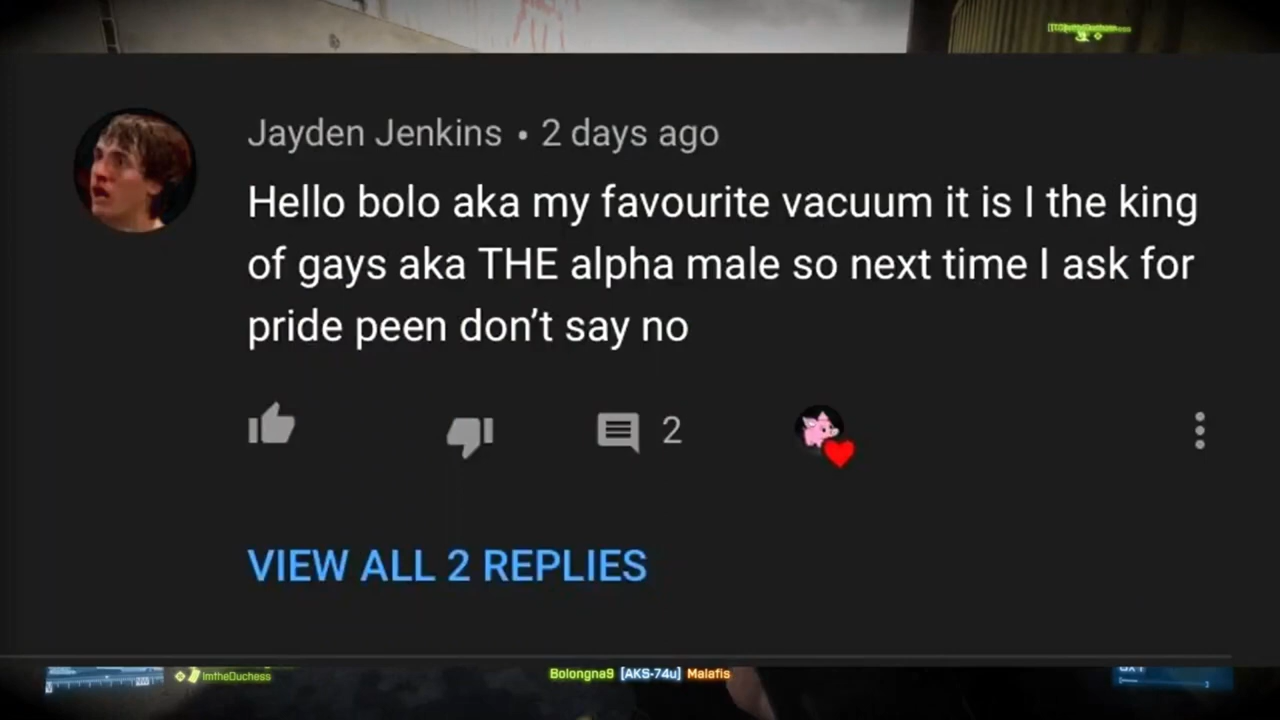 Jayden Jenkins • 2 days ago
Hello bolo aka my favourite vacuum it is I the king
of gays aka THE alpha male so next time I ask for
pride peen don’t say no
2
VIEW ALL 2 REPLIES
ImtheDuchess
Bolongna9 [AKS-74u] Malafis